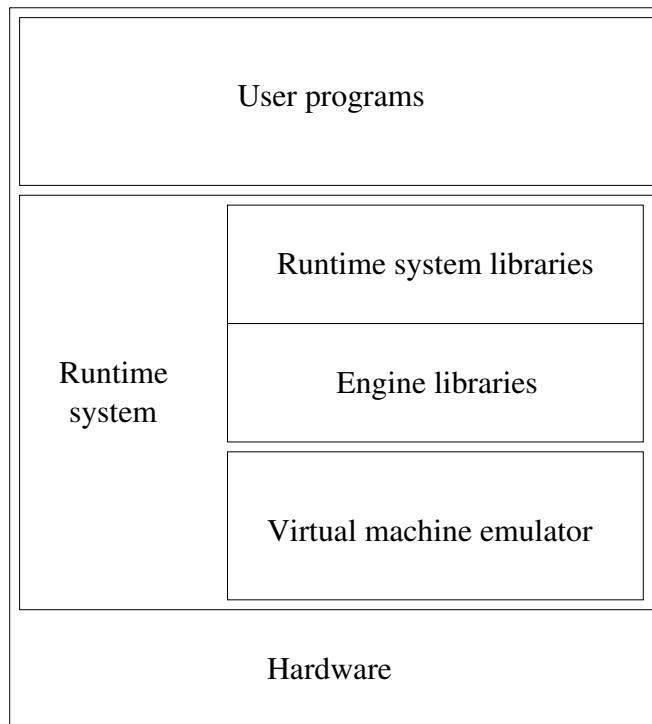 User programs
Runtime system libraries
Engine libraries
Runtime
system
Virtual machine emulator
Hardware